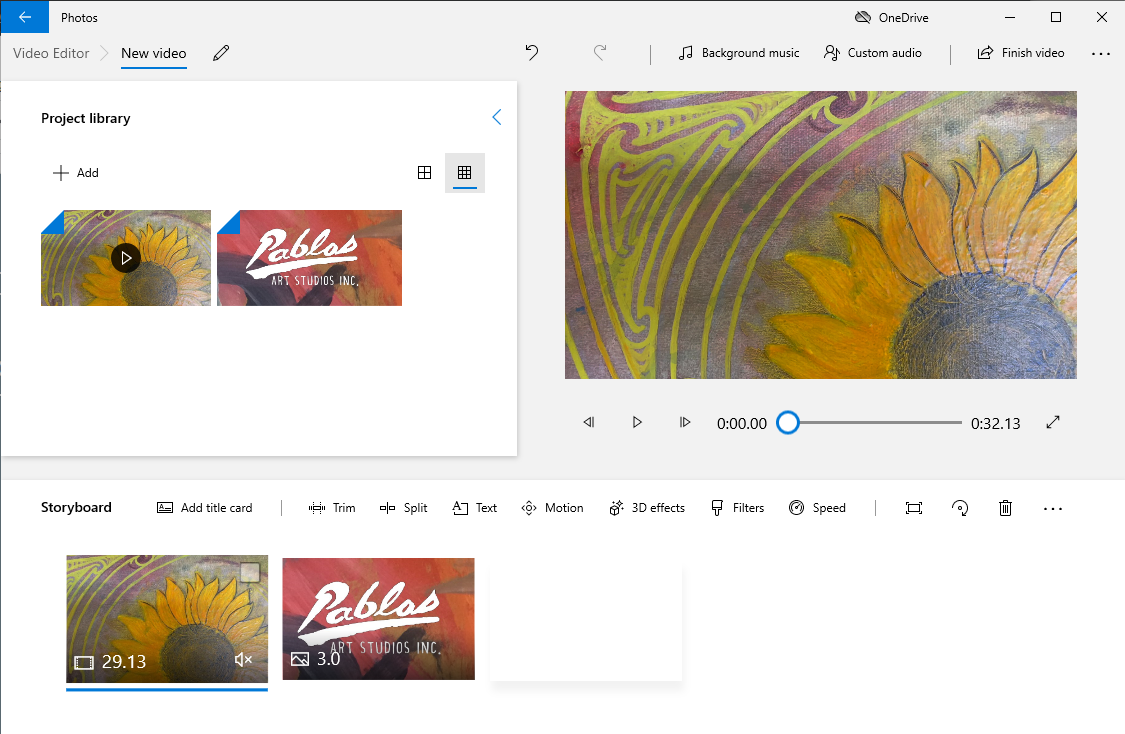 Photos
OneDrive
Video Editor
New video
Background music
Custom audio
Finish video
Project library
Add
Pablos
ART STUDIOS INC.
0:00.00
0:32.13
Storyboard
Add title card
Trim
Split
Text
Motion
3D effects
Filters
Speed
29.13
Pablos
ART STUDIOS INC.
3.0